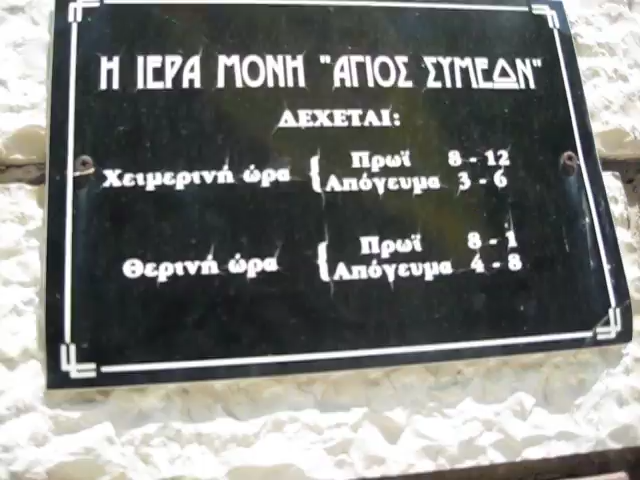 Η ΙΕΡΑ ΜΟΝΗ "ΑΓΙΟΣ ΣΥΜΕΩΝ"
ΔΕΧΕΤΑΙ:
Χειμερινή ώρα { Πρωΐ 8 - 12
Απόγευμα 3 - 6
Θερινή ώρα { Πρωΐ 8 - 1
Απόγευμα 4 - 8